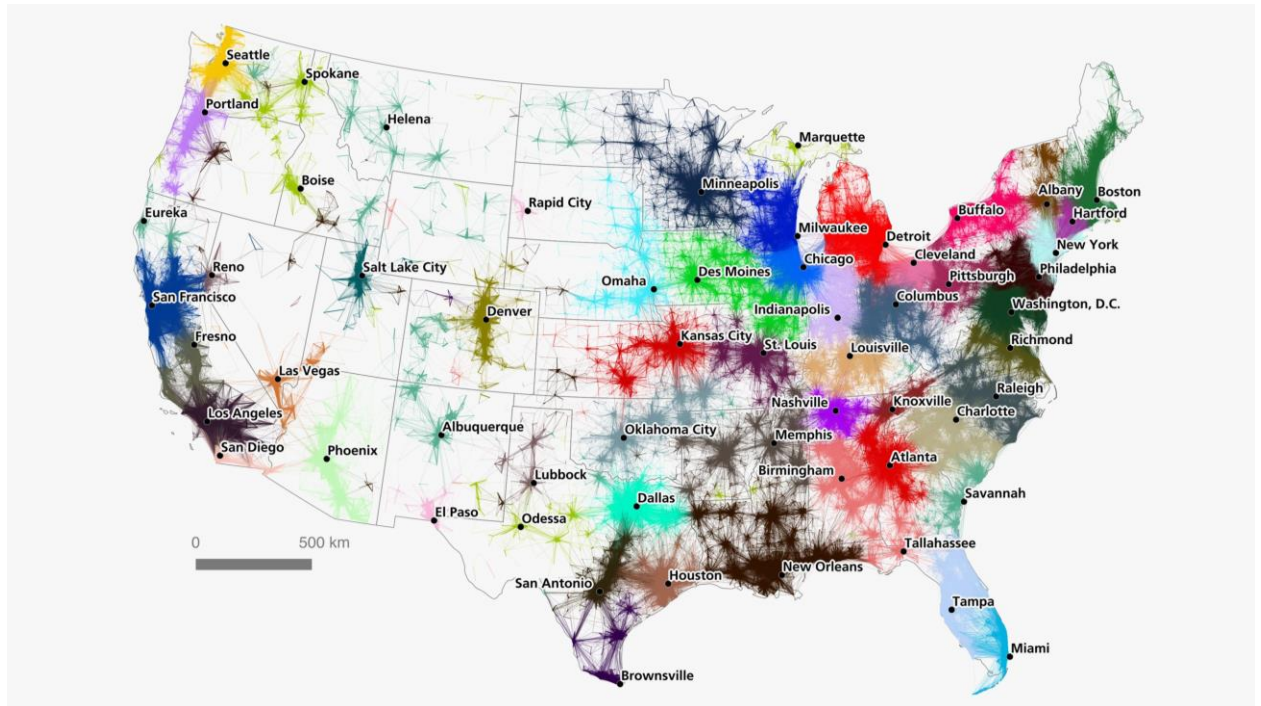 Seattle
Spokane
Portland
Helena
Marquette
Boise
Minneapolis
Rapid City
Albany
Boston
Eureka
Buffalo
Hartford
Milwaukee
Detroit
New York
Reno
Salt Lake City
Des Moines
Chicago
Cleveland
Philadelphia
Omaha
Pittsburgh
San Francisco
Columbus
Washington, D.C.
Denver
Indianapolis
Fresno
Kansas City
St. Louis
Louisville
Richmond
Las Vegas
Raleigh
Nashville
Knoxville
Los Angeles
Charlotte
Albuquerque
Oklahoma City
Memphis
San Diego
Phoenix
Atlanta
Birmingham
Lubbock
Dallas
Savannah
El Paso
Odessa
0 500 km
Tallahassee
New Orleans
Houston
San Antonio
Tampa
Miami
Brownsville